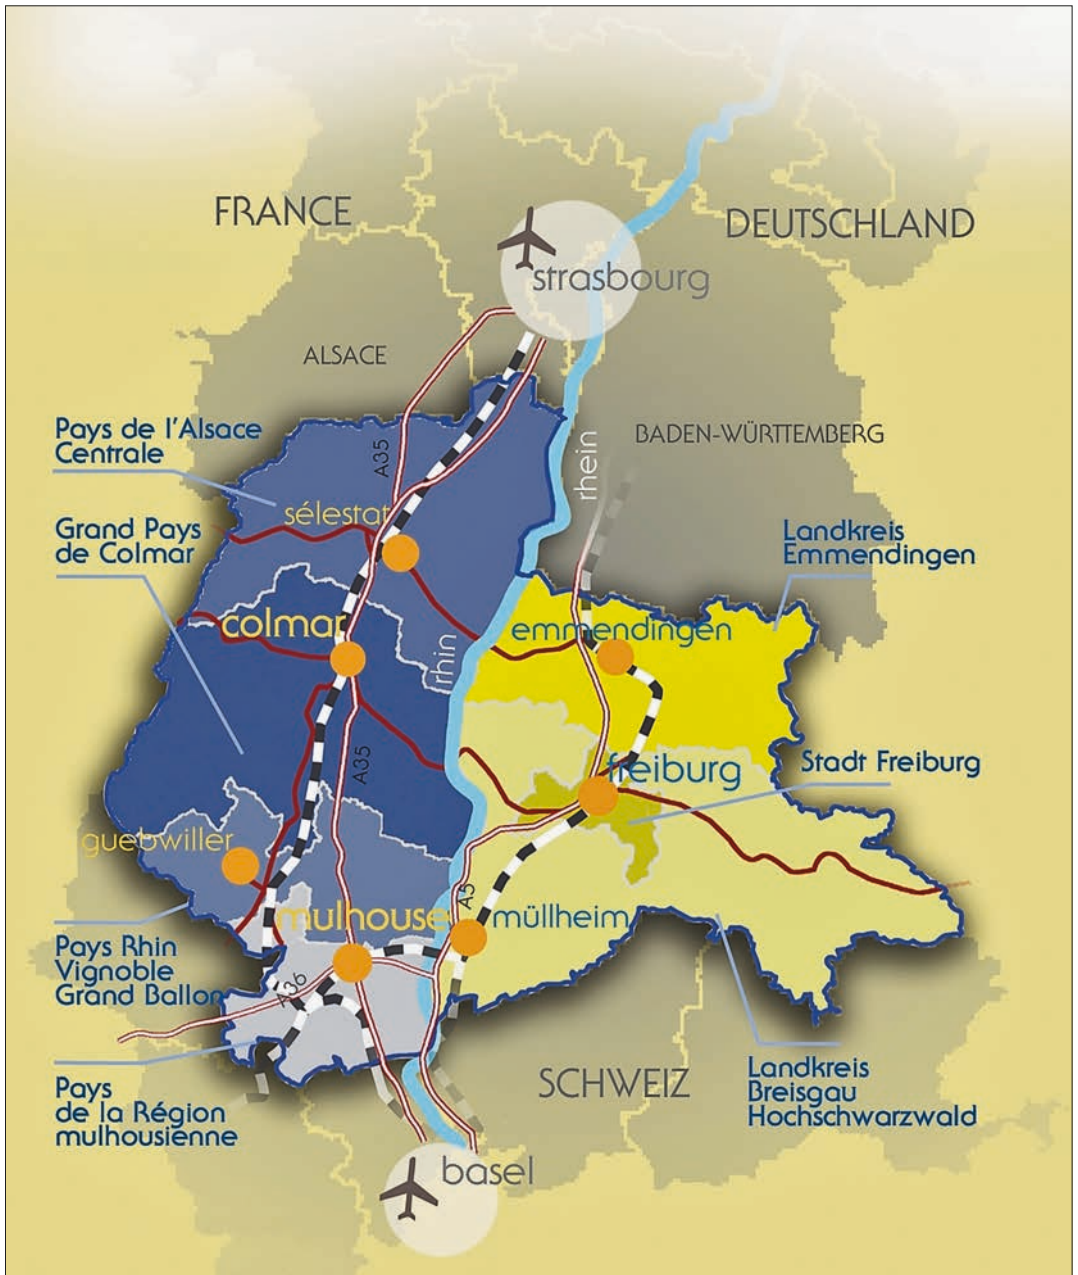 FRANCE
DEUTSCHLAND
strasbourg
ALSACE
Pays de l'Alsace
Centrale
A35
BADEN-WÜRTTEMBERG
rhein
sélestat
Grand Pays
de Colmar
Landkreis
Emmendingen
colmar
emmendingen
rhin
A35
freiburg
Stadt Freiburg
guebwiller
mulhouse
A5
müllheim
Pays Rhin
Vignoble
Grand Ballon
A36
Pays
de la Région
mulhousienne
SCHWEIZ
Landkreis
Breisgau
Hochschwarzwald
basel